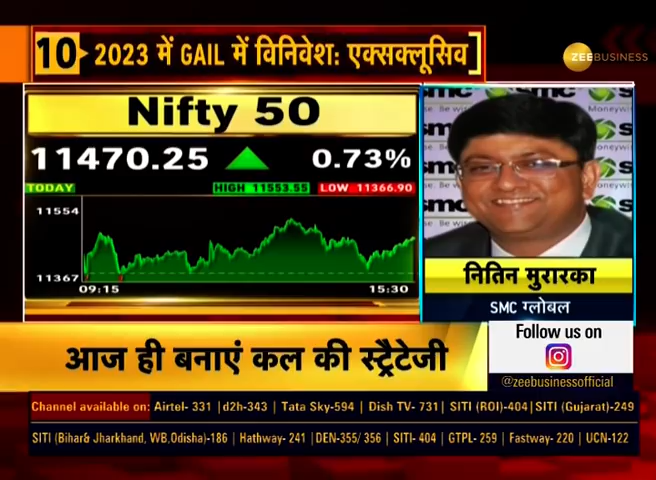 10 2023 में GAIL में विनिवेश: एक्सक्लूसिव
ZEE BUSINESS
Nifty 50
11470.25 0.73%
TODAY HIGH 11553.55 LOW 11366.90
11554
11367
09:15 15:30
smc
Moneywi
नितिन मुरारका
SMC ग्लोबल
आज ही बनाएं कल की स्ट्रैटेजी
Follow us on
@zeebusinessofficial
Channel available on: Airtel- 331 | d2h-343 | Tata Sky-594 | Dish TV- 731 | SITI (ROI)-404 | SITI (Gujarat)-249
SITI (Bihar& Jharkhand, WB,Odisha)-186 | Hathway- 241 | DEN-355/ 356 | SITI- 404 | GTPL- 259 | Fastway- 220 | UCN-122